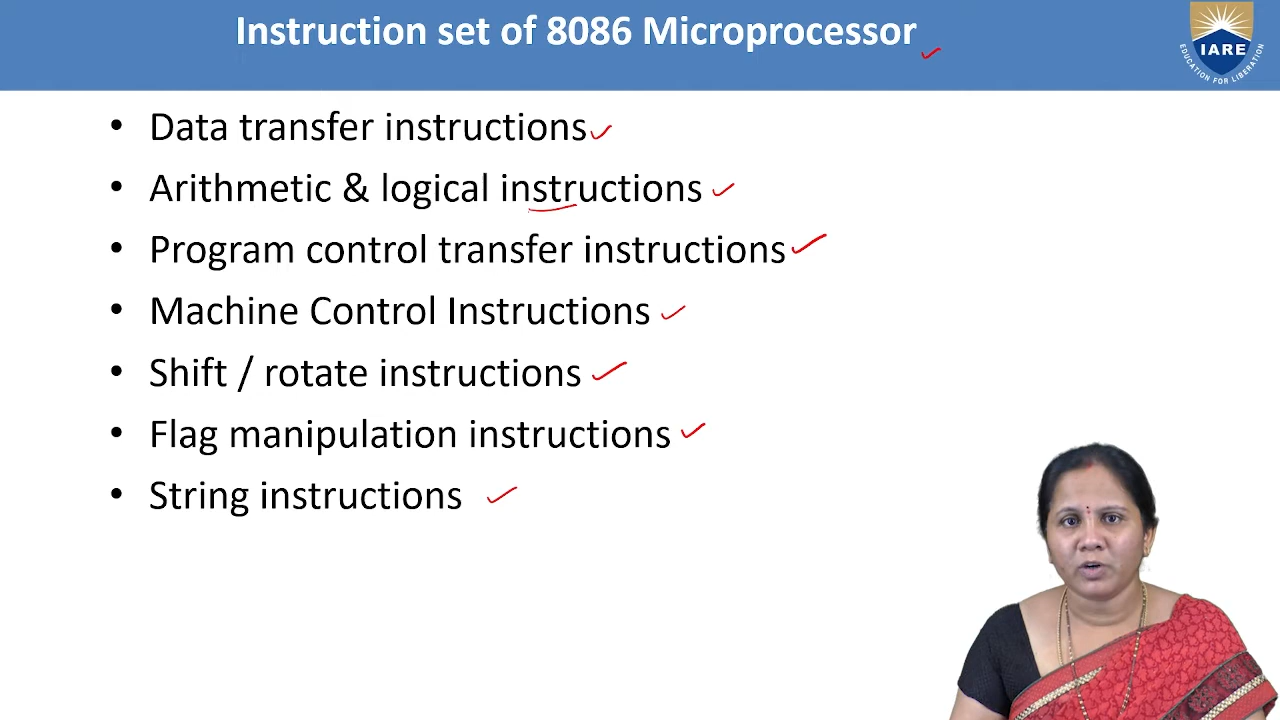 Instruction set of 8086 Microprocessor
IARE
EDUCATION FOR LIBERATION
• Data transfer instructions
• Arithmetic & logical instructions
• Program control transfer instructions
• Machine Control Instructions
• Shift / rotate instructions
• Flag manipulation instructions
• String instructions